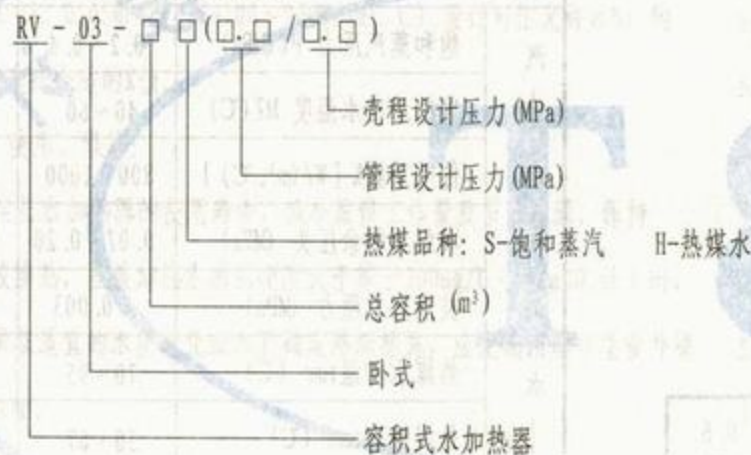 RV-03-□□(□.□/□.□)
壳程设计压力(MPa)
管程设计压力(MPa)
热媒品种: S-饱和蒸汽 H-热媒水
总容积(m³)
卧式
容积式水加热器